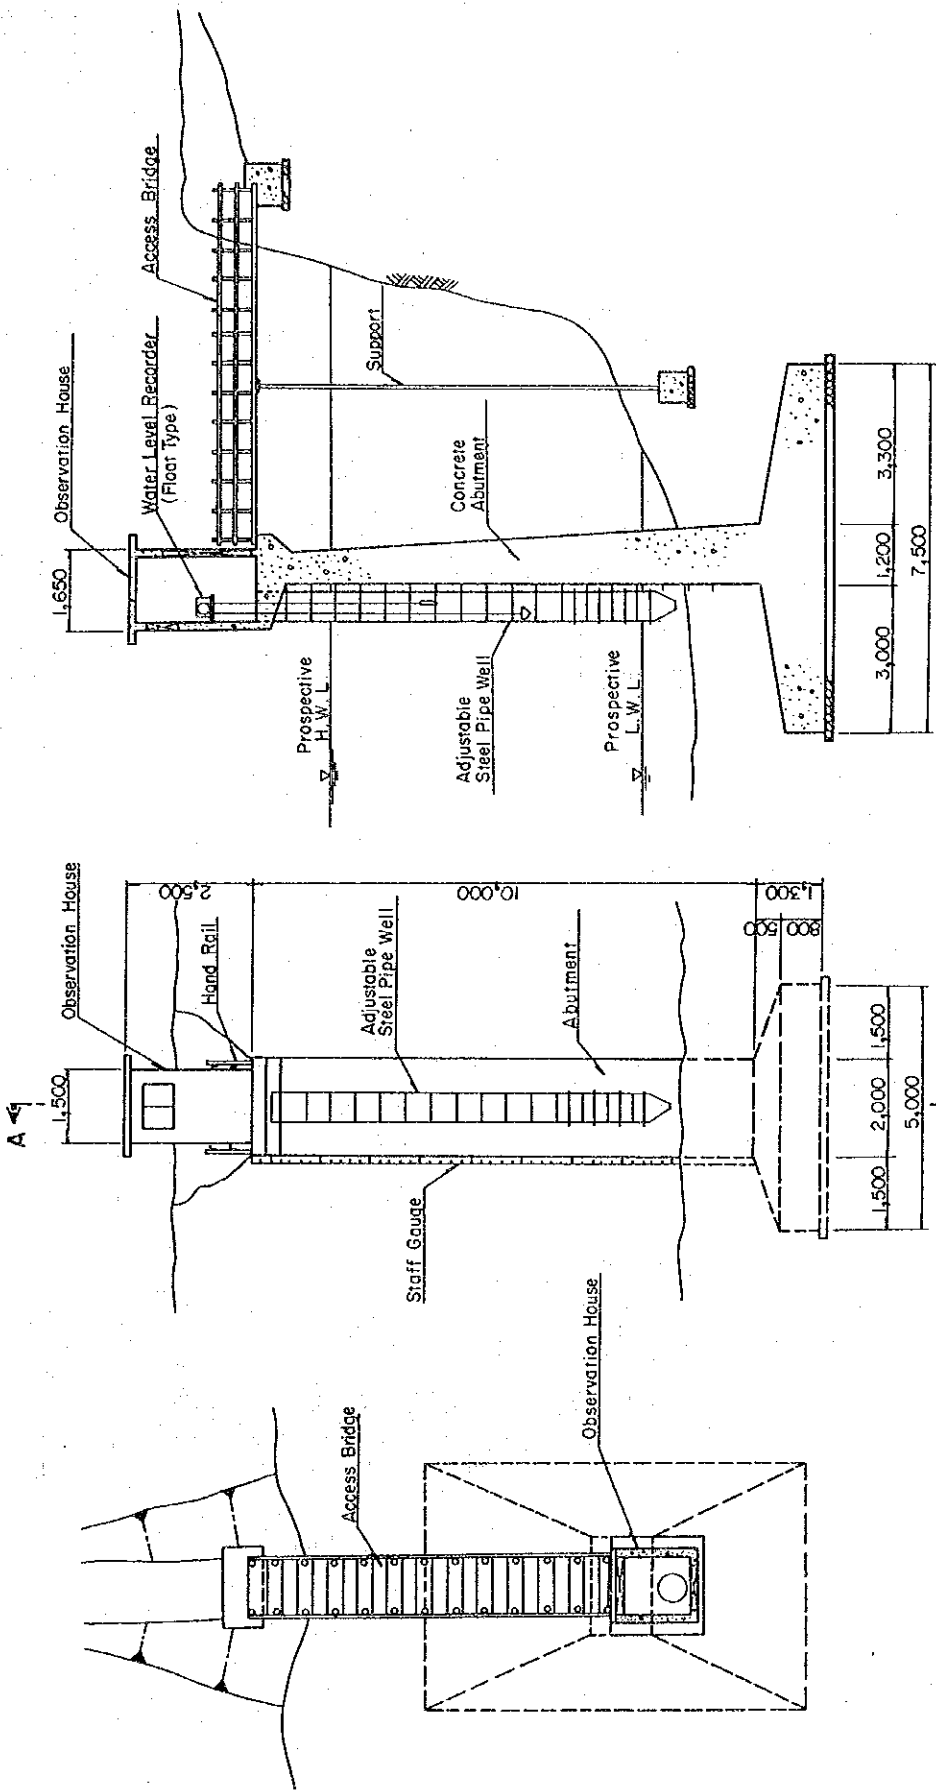 Observation House
Water Level Recorder
(Float Type)
Access Bridge
1,650
Prospective
H. W. L
Support
Concrete
Abutment
Adjustable
Steel Pipe Well
Prospective
L. W. L
3,000
1,200
3,300
7,500
A
1,500
Observation House
2,500
Hand Rail
Adjustable
Steel Pipe Well
10,000
Abutment
Staff Gauge
500
800
1,300
1,500
2,000
1,500
5,000
Access Bridge
Observation House